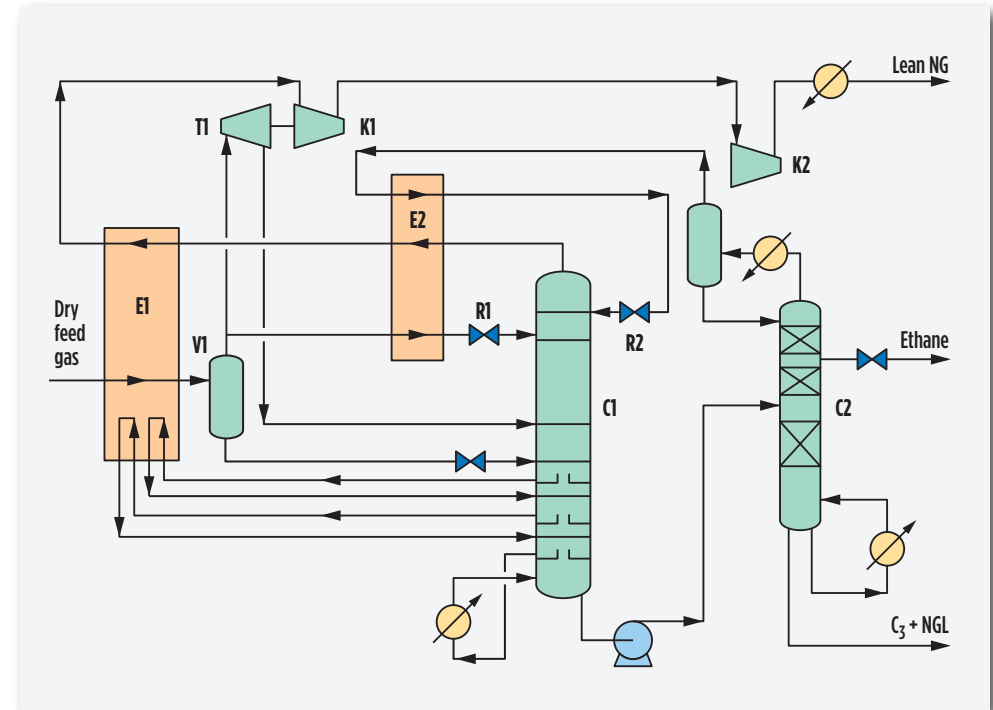 Lean NG
T1
K1
K2
E2
E1
Dry
feed
gas
R1
R2
V1
Ethane
C1
C2
C3 + NGL